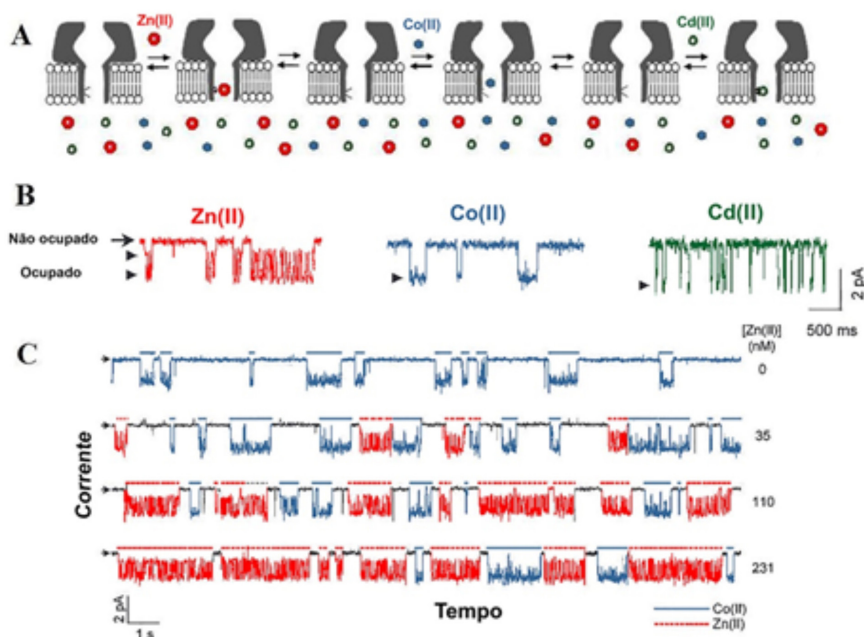 A
Zn(II)
Co(II)
Cd(II)
B
Zn(II)
Co(II)
Cd(II)
Não ocupado
Ocupado
2 pA
500 ms
C
[Zn(II)]
(nM)
0
35
110
231
Corrente
2 pA
1 s
Tempo
Co(II)
Zn(II)